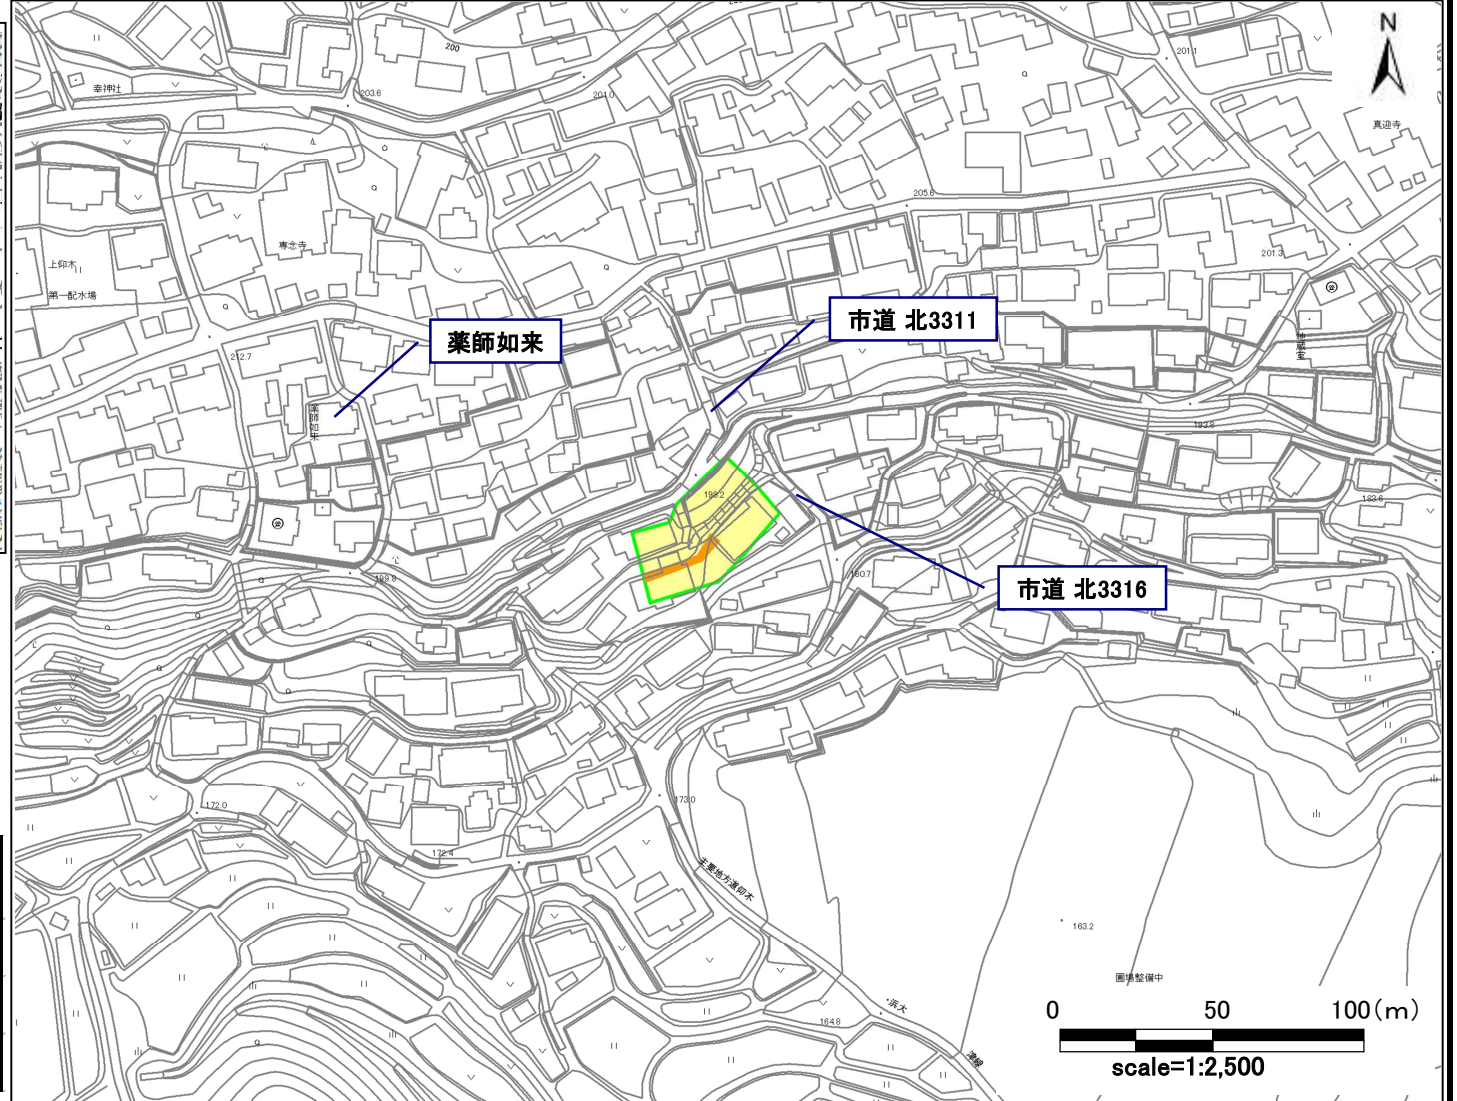 N
200
201.1
幸神社
203.6
201.0
真迎寺
205.6
専念寺
201.3
上仰木
第一配水場
市道 北3311
薬師如来
212.7
地蔵堂
薬師如来
193.8
198.2
183.6
199.8
180.7
市道 北3316
172.0
173.0
172.4
主要地方道仰木
163.2
圃場整備中
・浜大
津線
164.8
0 50 100(m)
scale=1:2,500